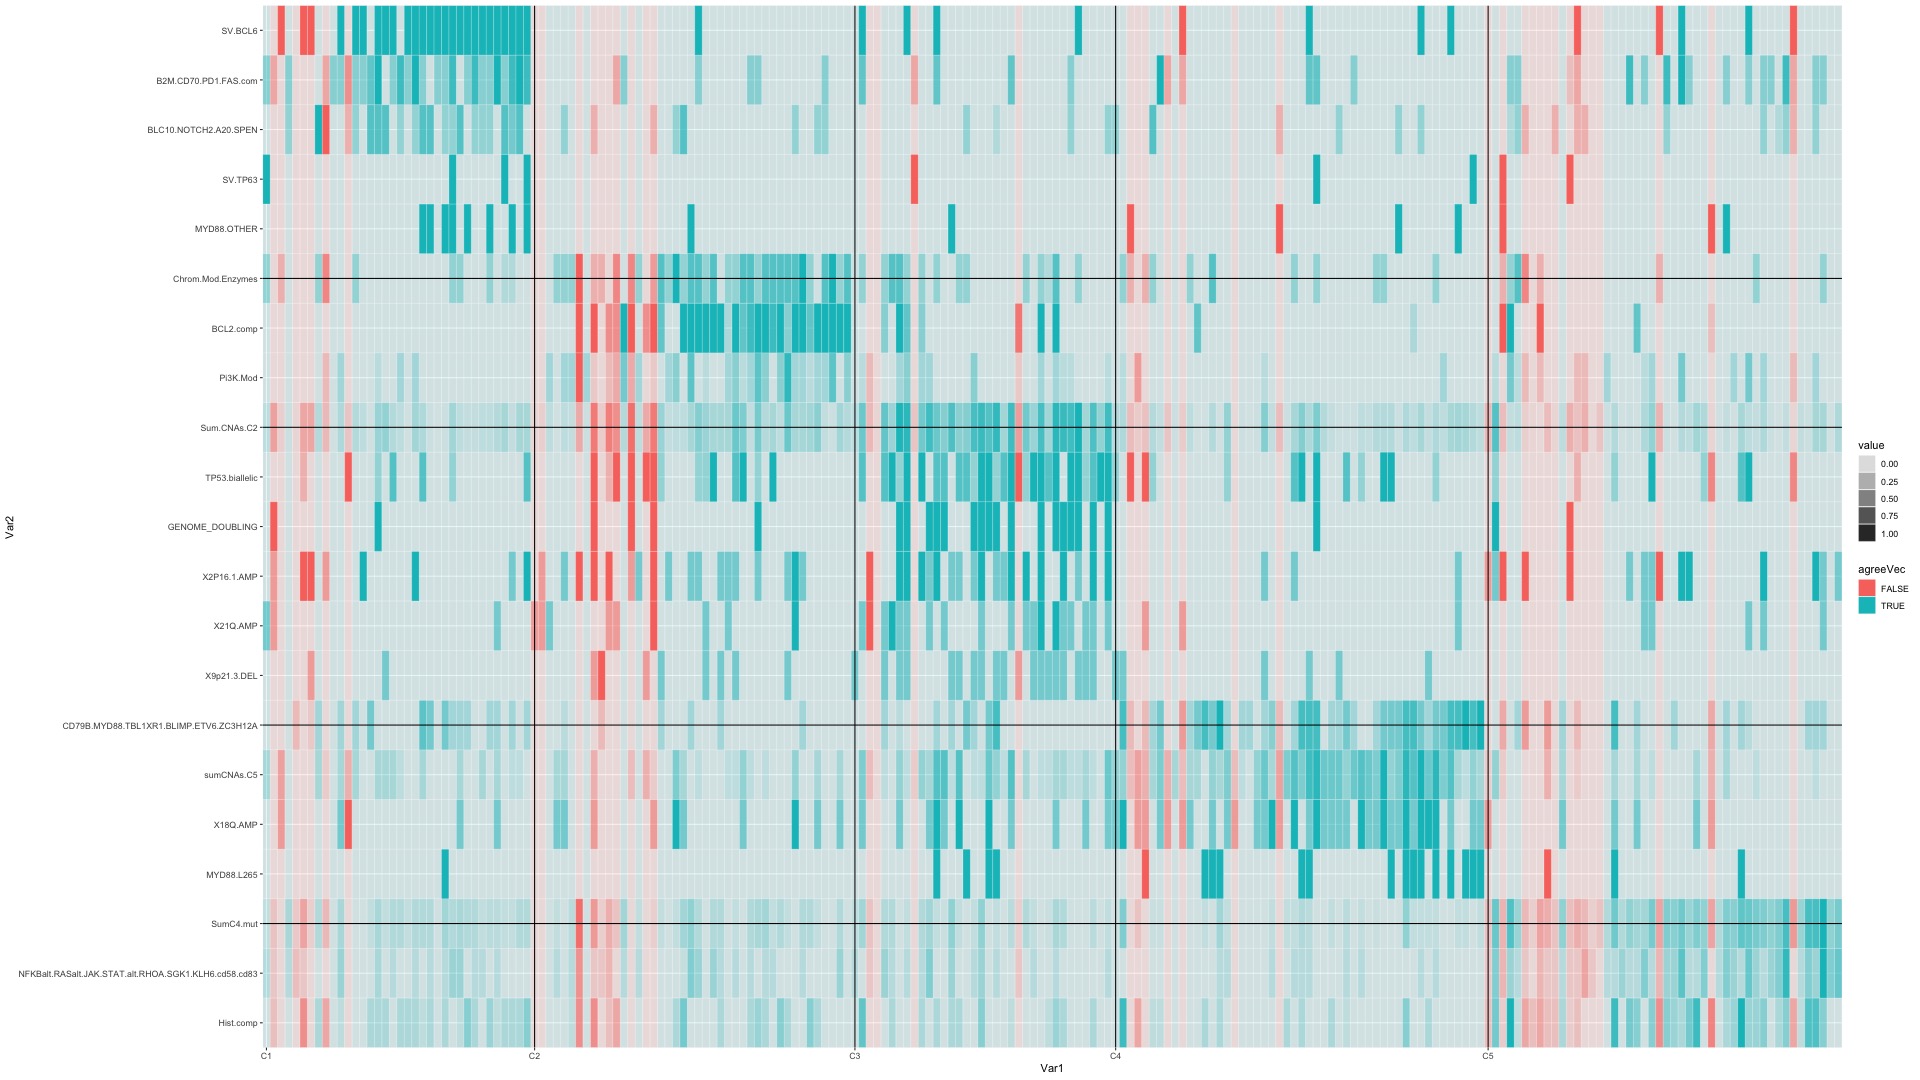 SV.BCL6
B2M.CD70.PD1.FAS.com
BLC10.NOTCH2.A20.SPEN
SV.TP63
MYD88.OTHER
Chrom.Mod.Enzymes
BCL2.comp
Pi3K.Mod
Sum.CNAs.C2
TP53.biallelic
GENOME_DOUBLING
X2P16.1.AMP
X21Q.AMP
X9p21.3.DEL
CD79B.MYD88.TBL1XR1.BLIMP.ETV6.ZC3H12A
sumCNAs.C5
X18Q.AMP
MYD88.L265
SumC4.mut
NFKBalt.RASalt.JAK.STAT.alt.RHOA.SGK1.KLH6.cd58.cd83
Hist.comp
Var2
C1 C2 C3 C4 C5
Var1
value
0.00
0.25
0.50
0.75
1.00
agreeVec
FALSE
TRUE